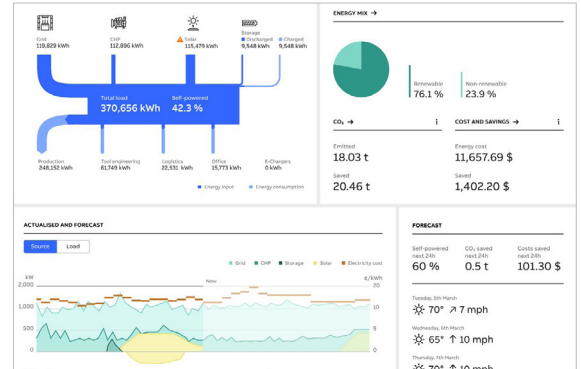 Grid
119,829 kWh
CHP
112,896 kWh
Solar
115,479 kWh
Storage
Discharged
9,548 kWh
Charged
9,548 kWh
Total load
370,656 kWh
Self-powered
42.3 %
Production
248,152 kWh
Tool engineering
61,749 kWh
Logistics
22,531 kWh
Office
15,773 kWh
E-Chargers
0 kWh
Energy input
Energy consumption
ENERGY MIX →
Renewable
76.1 %
Non-renewable
23.9 %
CO₂ → i
Emitted
18.03 t
Saved
20.46 t
COST AND SAVINGS → i
Energy cost
11,657.69 $
Saved
1,402.20 $
ACTUALISED AND FORECAST
Source Load
Grid CHP Storage Solar Electricity cost
kW
Now
¢/kWh
2,000
1,000
500
0
20
10
5
0
FORECAST
Self-powered
next 24h
60 %
CO₂ saved
next 24h
0.5 t
Costs saved
next 24h
101.30 $
Tuesday, 5th March
70° ↗ 7 mph
Wednesday, 6th March
65° ↑ 10 mph
Thursday, 7th March
70° ↑ 10 mph